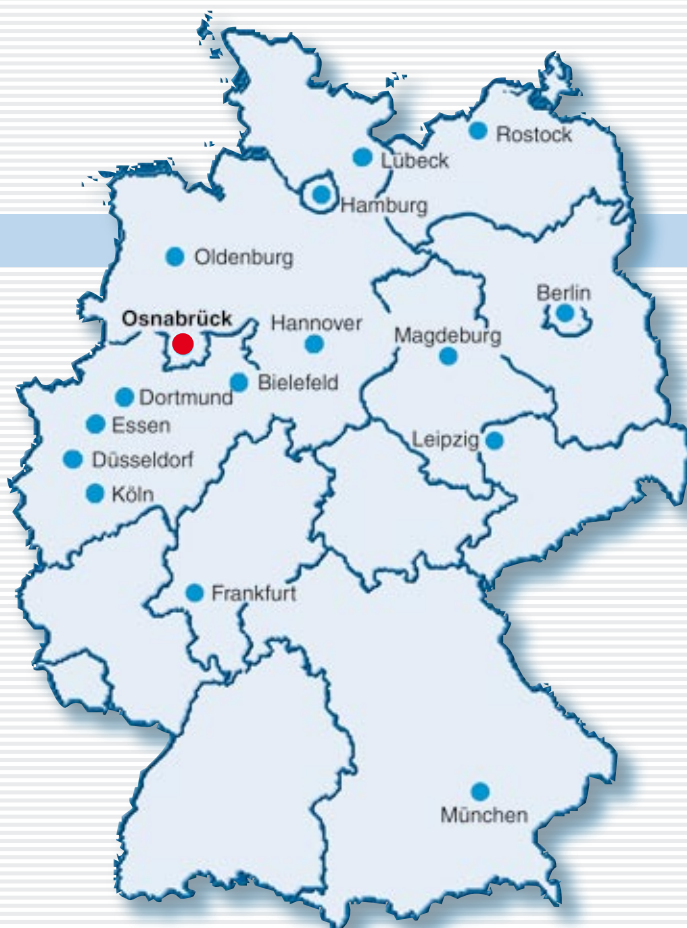 Rostock
Lübeck
Hamburg
Oldenburg
Berlin
Osnabrück
Hannover
Magdeburg
Bielefeld
Dortmund
Essen
Leipzig
Düsseldorf
Köln
Frankfurt
München